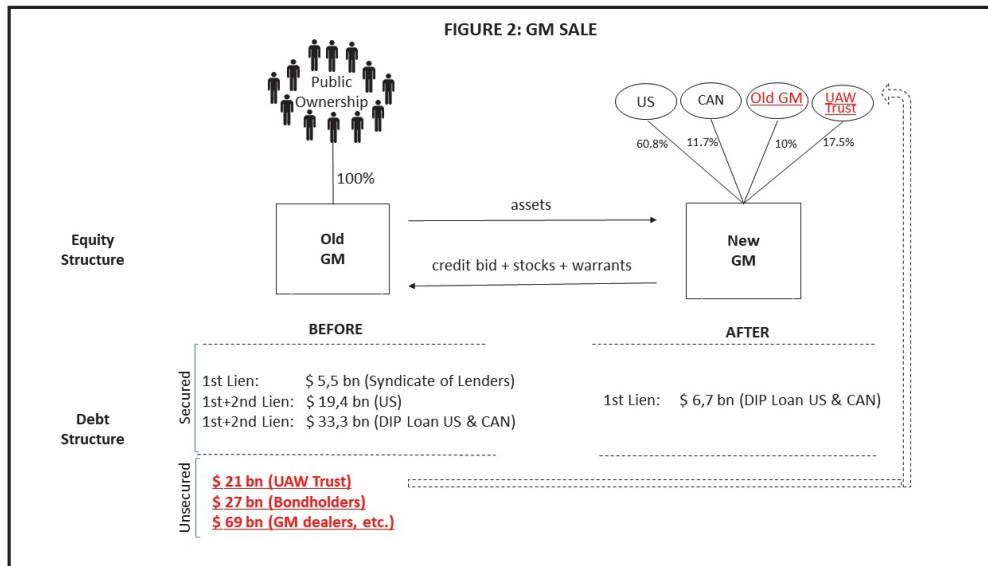 FIGURE 2: GM SALE
Public
Ownership
US
CAN
Old GM
UAW
Trust
60.8%
11.7%
10%
17.5%
100%
Equity
Structure
Old
GM
assets
credit bid + stocks + warrants
New
GM
BEFORE
AFTER
Debt
Structure
Secured
1st Lien: $ 5,5 bn (Syndicate of Lenders)
1st+2nd Lien: $ 19,4 bn (US)
1st+2nd Lien: $ 33,3 bn (DIP Loan US & CAN)
1st Lien: $ 6,7 bn (DIP Loan US & CAN)
Unsecured
$ 21 bn (UAW Trust)
$ 27 bn (Bondholders)
$ 69 bn (GM dealers, etc.)